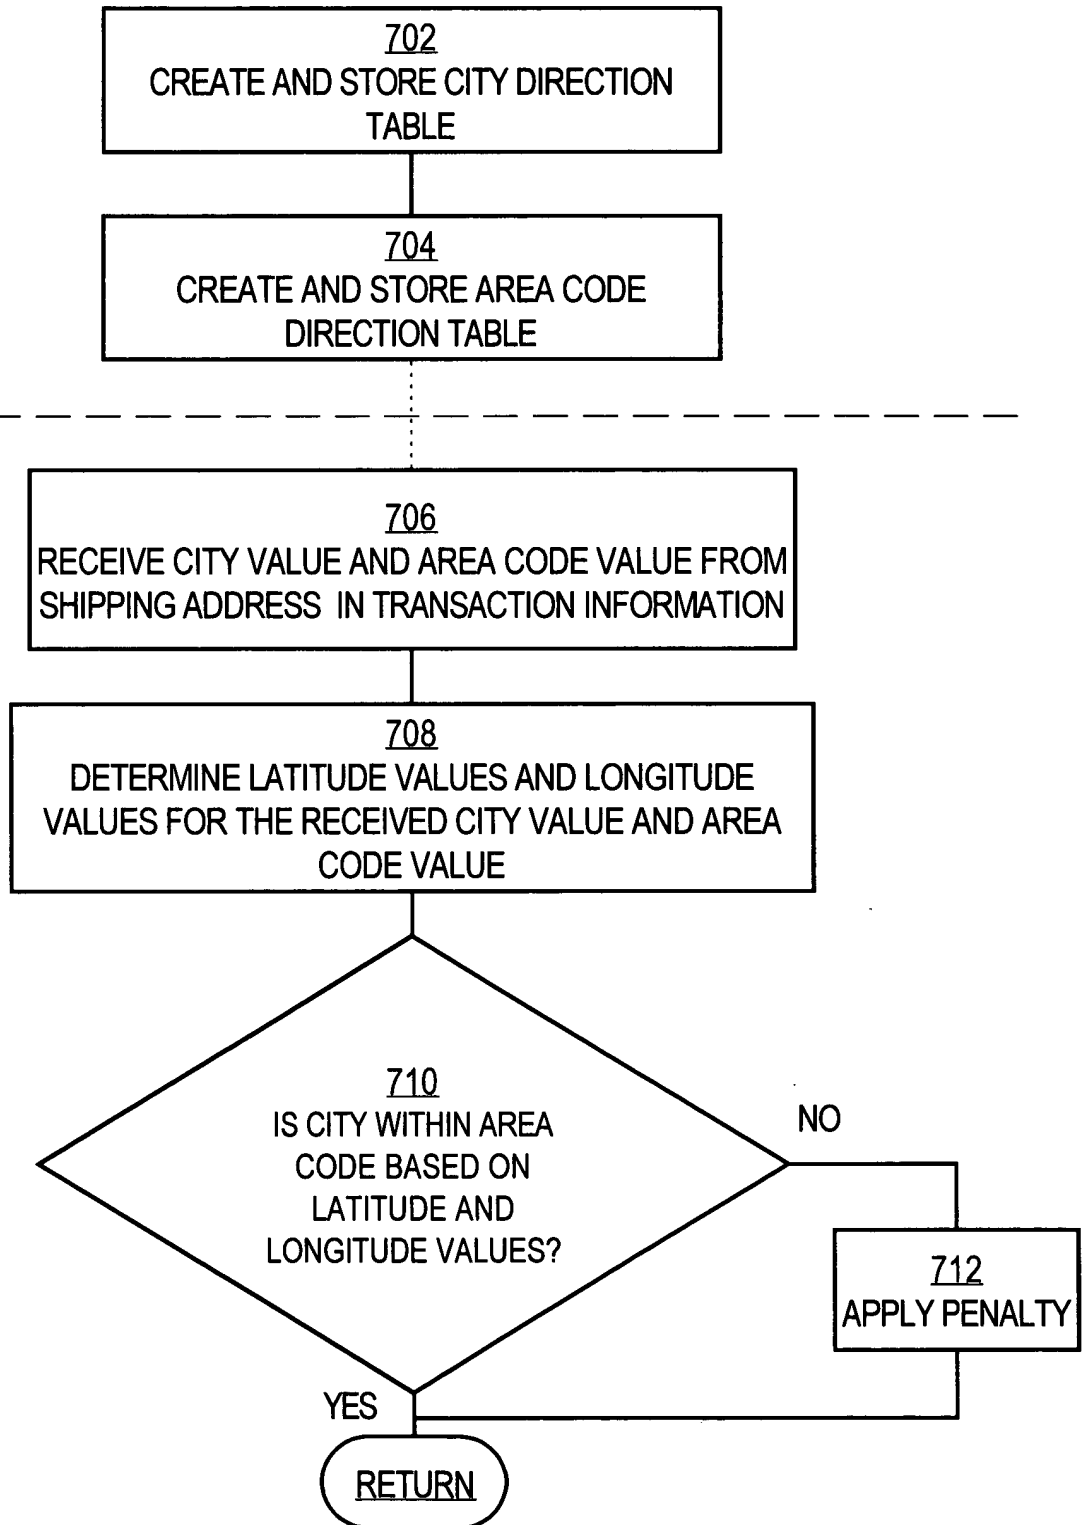 702
CREATE AND STORE CITY DIRECTION
TABLE
704
CREATE AND STORE AREA CODE
DIRECTION TABLE
706
RECEIVE CITY VALUE AND AREA CODE VALUE FROM
SHIPPING ADDRESS IN TRANSACTION INFORMATION
708
DETERMINE LATITUDE VALUES AND LONGITUDE
VALUES FOR THE RECEIVED CITY VALUE AND AREA
CODE VALUE
710
IS CITY WITHIN AREA
CODE BASED ON
LATITUDE AND
LONGITUDE VALUES?
NO
712
APPLY PENALTY
YES
RETURN